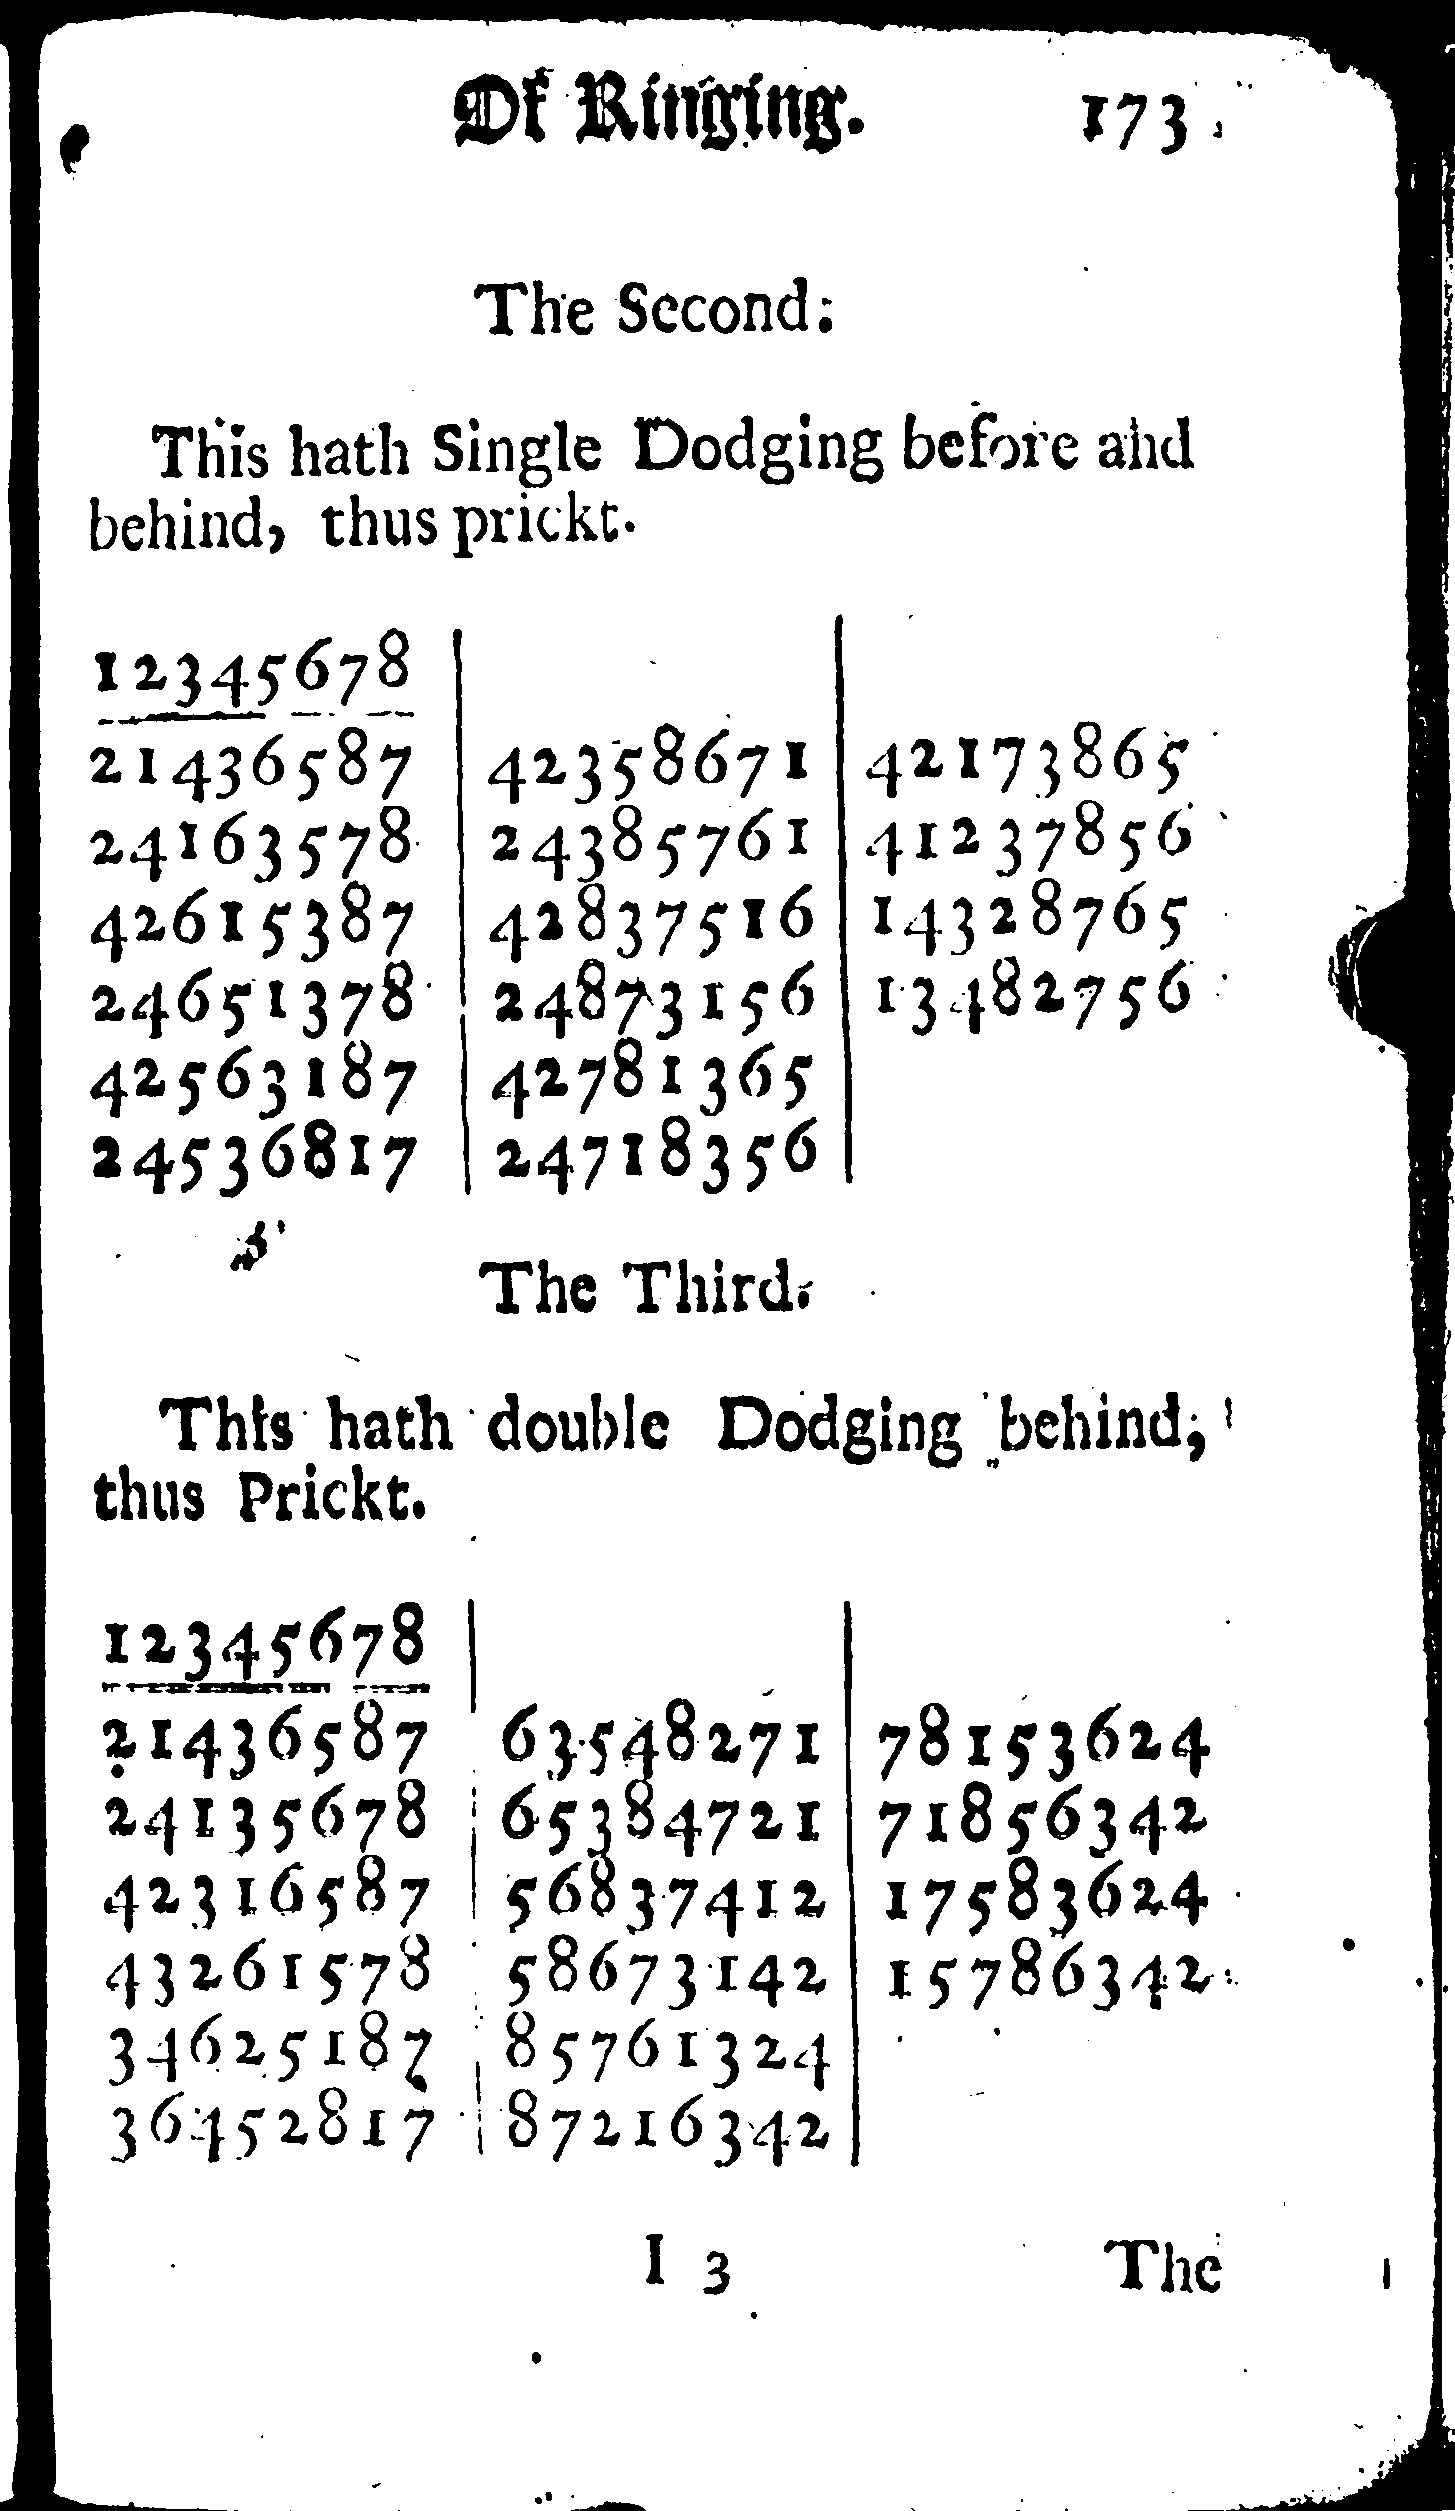 Of Ringing. 173
The Second:
This hath Single Dodging before and
behind, thus prickt.
12345678
21436587 | 42358671 | 42173865
24163578 | 24385761 | 41237856
42615387 | 42837516 | 14328765
24651378 | 24873156 | 13482756
42563187 | 42781365
24536817 | 24718356
The Third.
This hath double Dodging behind,
thus Prickt.
12345678
21436587 | 63548271 | 78153624
24135678 | 65384721 | 71856342
42316587 | 56837412 | 17583624
43261578 | 58673142 | 15786342
34625187 | 85761324
36452817 | 87216342
I 3 The